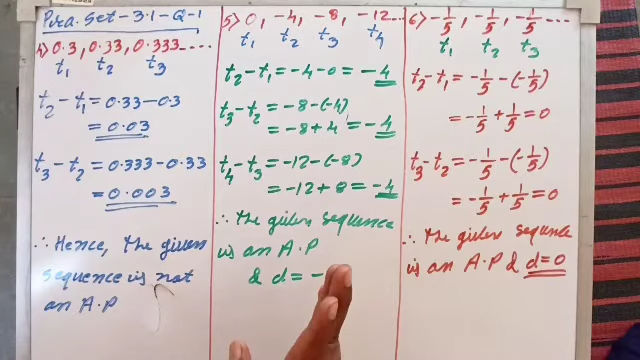 Pra. Set-3.1-Q-1
4) 0.3, 0.33, 0.333 ....
t₁ t₂ t₃
t₂ - t₁ = 0.33 - 0.3
= 0.03
t₃ - t₂ = 0.333 - 0.33
= 0.003
∴ Hence, the given
sequence is not
an A.P
5) 0, -4, -8, -12...
t₁ t₂ t₃ t₄
t₂ - t₁ = -4 - 0 = -4
t₃ - t₂ = -8 - (-4)
= -8 + 4 = -4
t₄ - t₃ = -12 - (-8)
= -12 + 8 = -4
∴ The given sequence
is an A.P
& d = -
6) -1/5, -1/5, -1/5 ....
t₁ t₂ t₃
t₂ - t₁ = -1/5 - (-1/5)
= -1/5 + 1/5 = 0
t₃ - t₂ = -1/5 - (-1/5)
= -1/5 + 1/5 = 0
∴ The given sequence
is an A.P & d = 0